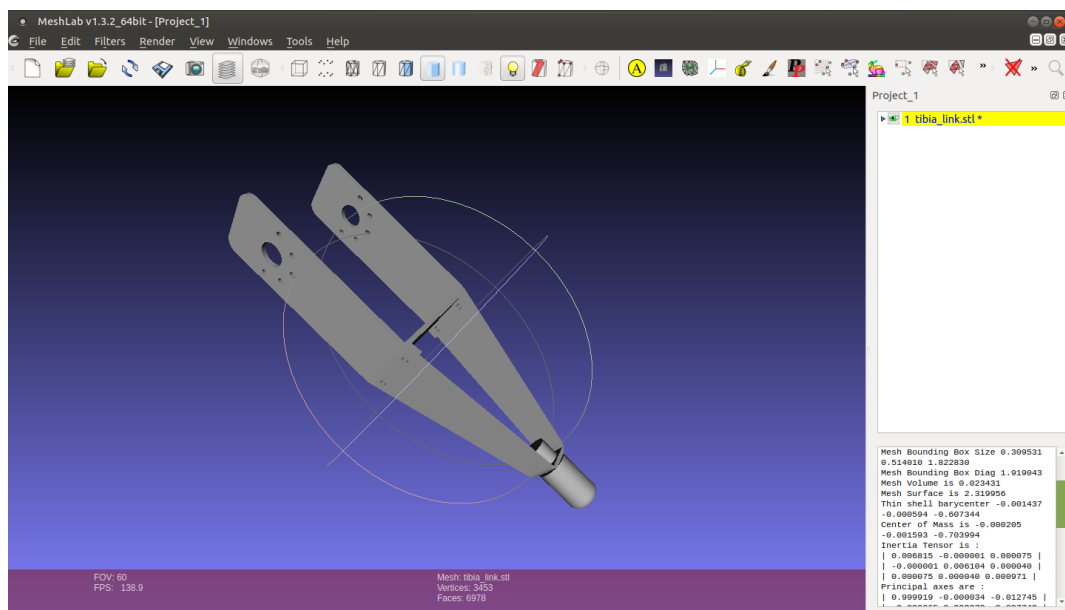 MeshLab v1.3.2_64bit - [Project_1]
File Edit Filters Render View Windows Tools Help
A
Project_1
1 tibia_link.stl *
Mesh Bounding Box Size 0.309531
0.514010 1.822830
Mesh Bounding Box Diag 1.919043
Mesh Volume is 0.023431
Mesh Surface is 2.319956
Thin shell barycenter -0.001437
-0.000594 -0.607344
Center of Mass is -0.000205
-0.001593 -0.703994
Inertia Tensor is :
| 0.006815 -0.000001 0.000075 |
| -0.000001 0.006104 0.000040 |
| 0.000075 0.000040 0.000971 |
Principal axes are :
| 0.999919 -0.000034 -0.012745 |
FOV: 60
FPS: 138.9
Mesh: tibia_link.stl
Vertices: 3453
Faces: 6978